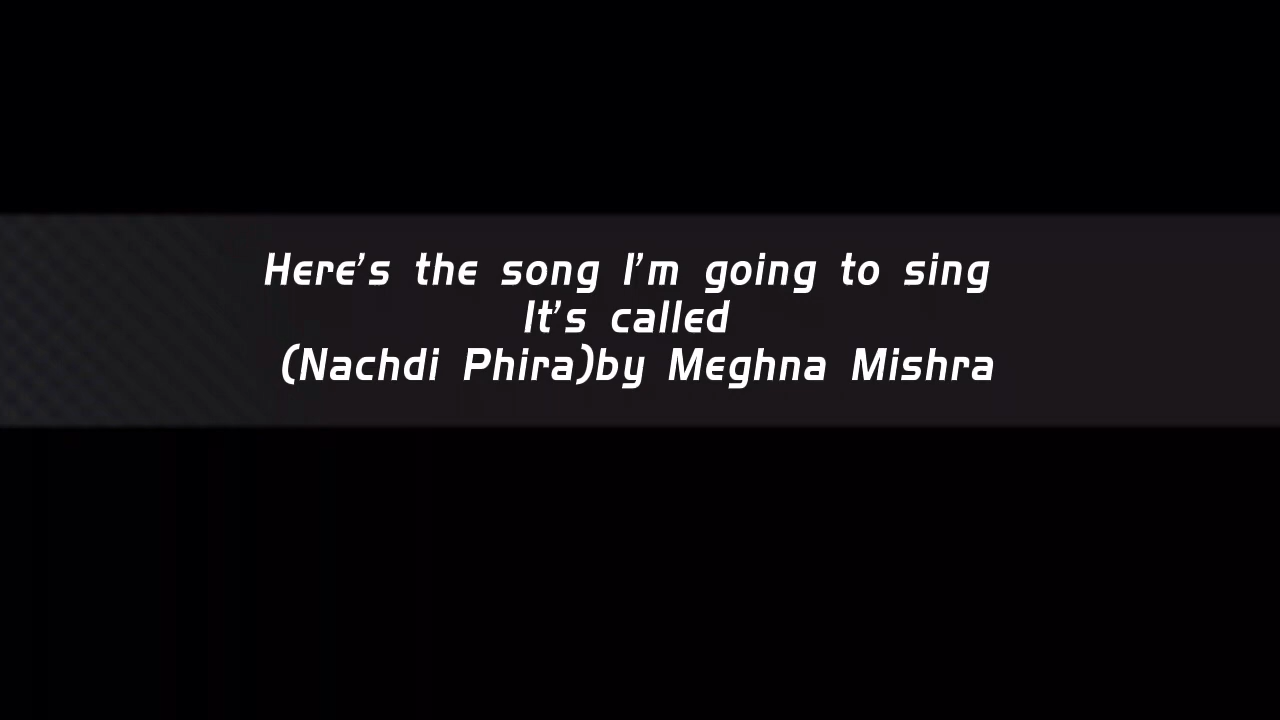 Here's the song I'm going to sing
It's called
(Nachdi Phira)by Meghna Mishra